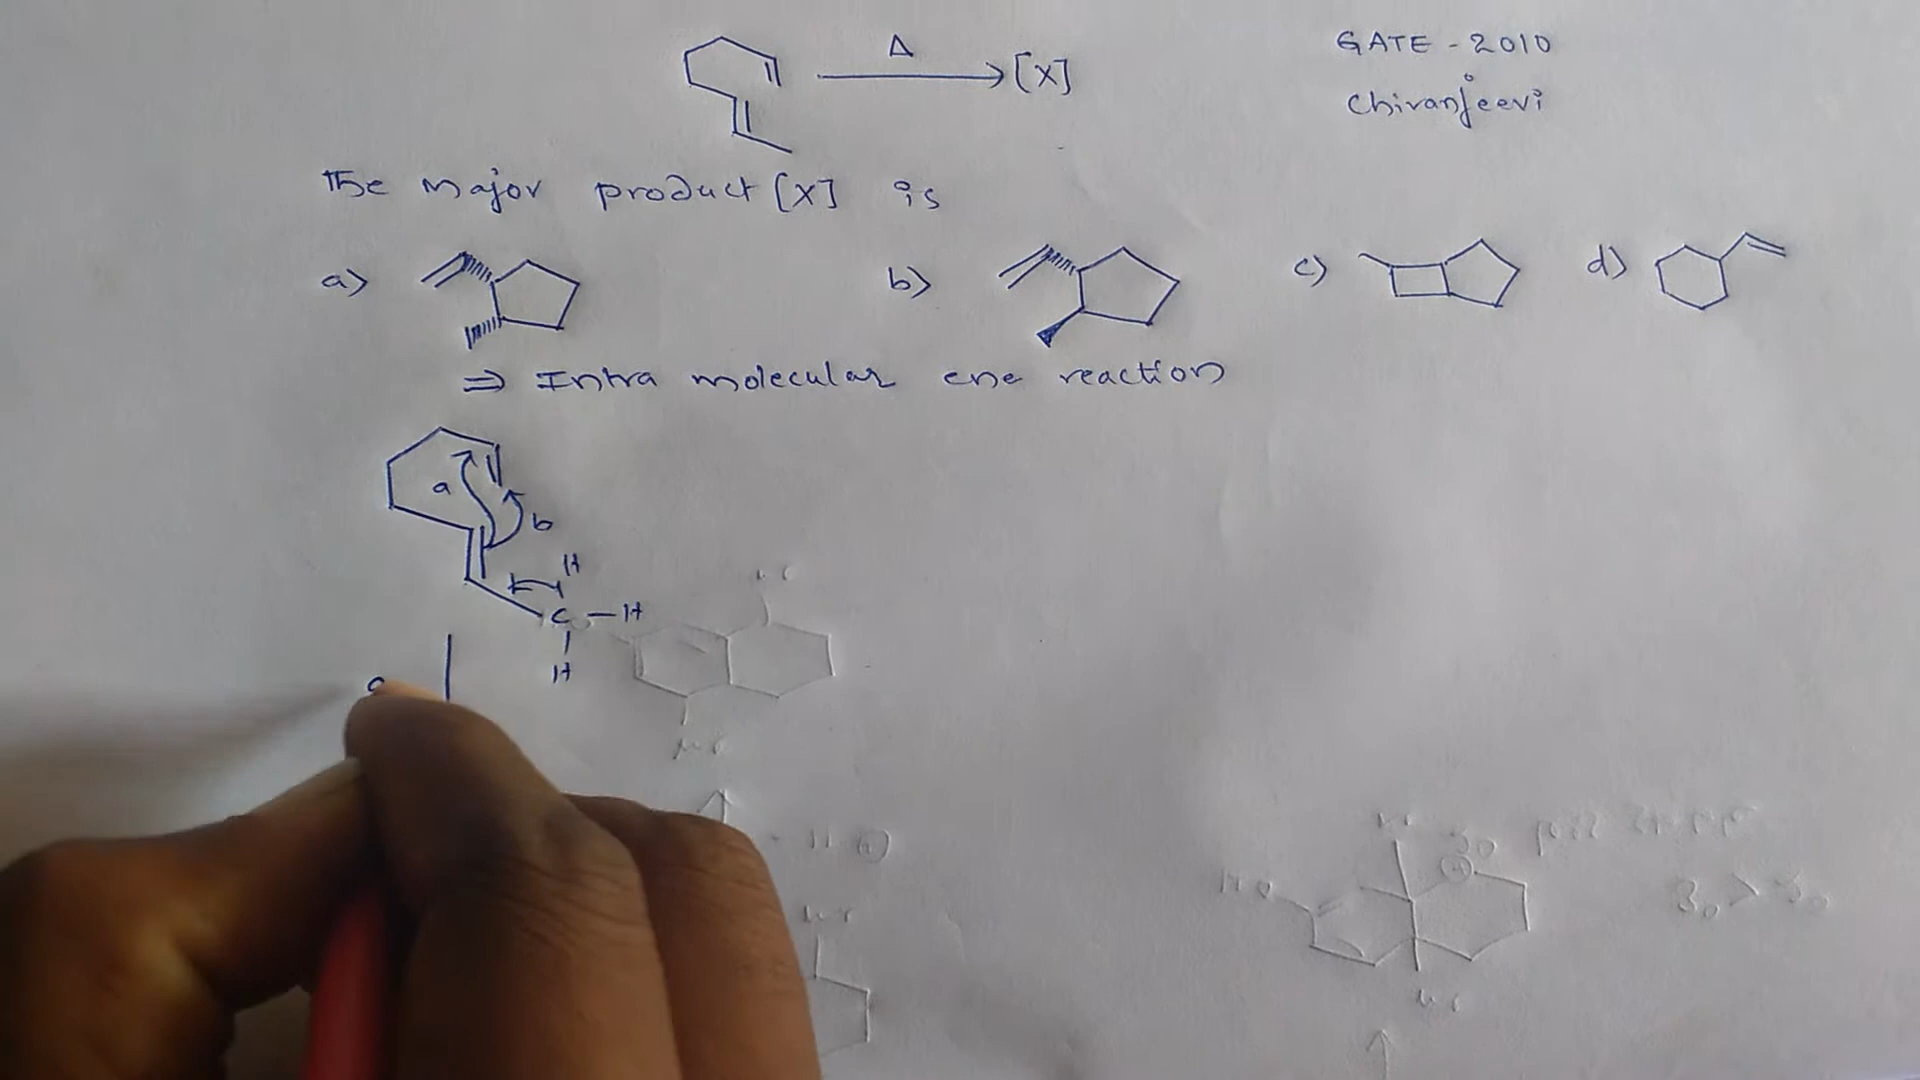 Δ
[X]
GATE - 2010
Chiranjeevi
The major product [X] is
a)
b)
c)
d)
⇒ Intra molecular ene reaction
a
b
H
C - H
H
a